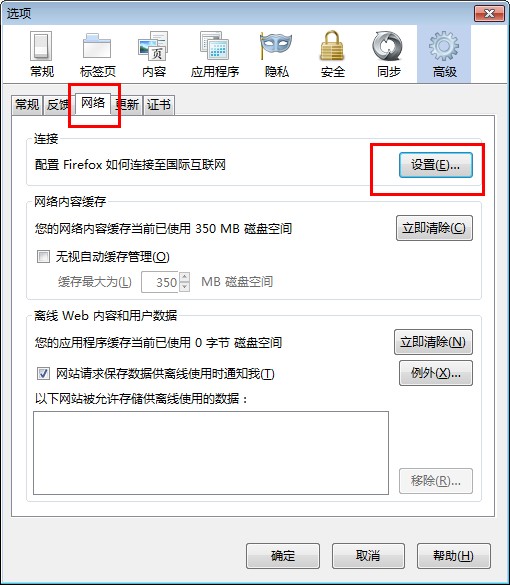 选项
常规 标签页 内容 应用程序 隐私 安全 同步 高级
常规 反馈 网络 更新 证书
连接
配置 Firefox 如何连接至国际互联网 设置(E)...
网络内容缓存
您的网络内容缓存当前已使用 350 MB 磁盘空间 立即清除(C)
无视自动缓存管理(O)
缓存最大为(L) 350 MB 磁盘空间
离线 Web 内容和用户数据
您的应用程序缓存当前已使用 0 字节 磁盘空间 立即清除(N)
网站请求保存数据供离线使用时通知我(T) 例外(X)...
以下网站被允许存储供离线使用的数据：
移除(R)...
确定 取消 帮助(H)